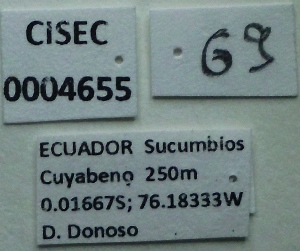 CiSEC
0004655
69
ECUADOR Sucumbios
Cuyabeno 250m
0.01667S; 76.18333W
D. Donoso